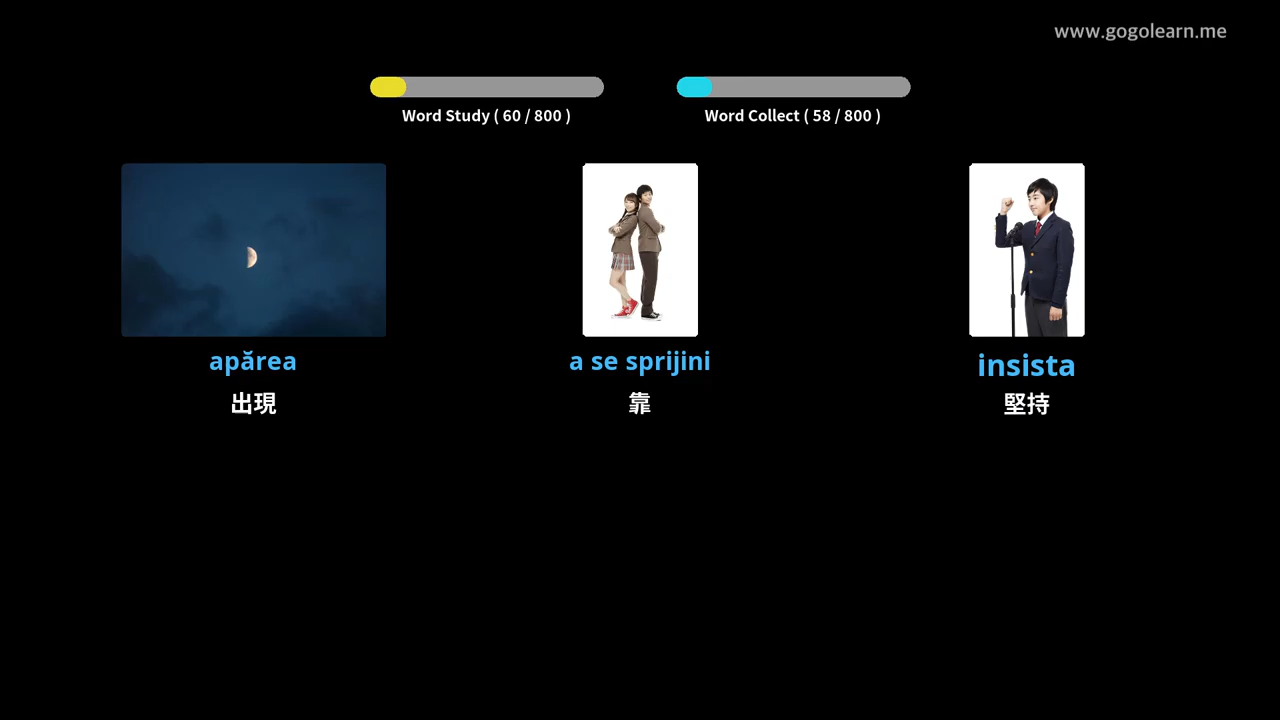 www.gogolearn.me
Word Study ( 60 / 800 )
Word Collect ( 58 / 800 )
apărea
a se sprijini
insista
出現
靠
堅持